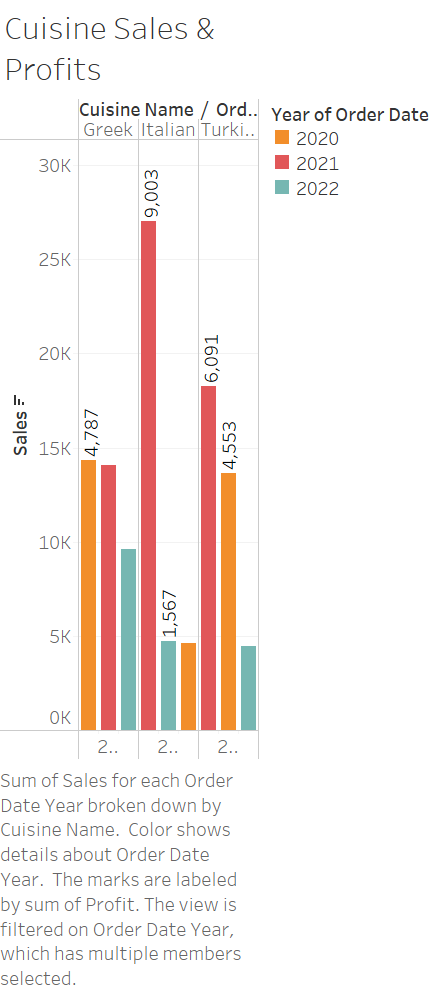 Cuisine Sales &
Profits
Cuisine Name / Ord..
Greek Italian Turki..
Year of Order Date
2020
2021
2022
30K
25K
20K
15K
10K
5K
0K
Sales
4,787
9,003
1,567
6,091
4,553
2.. 2.. 2..
Sum of Sales for each Order
Date Year broken down by
Cuisine Name. Color shows
details about Order Date
Year. The marks are labeled
by sum of Profit. The view is
filtered on Order Date Year,
which has multiple members
selected.